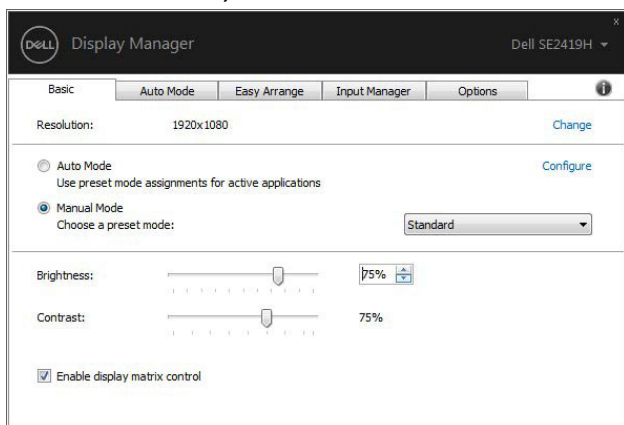 x
DELL Display Manager Dell SE2419H
Basic Auto Mode Easy Arrange Input Manager Options i
Resolution: 1920x1080 Change
Auto Mode Configure
Use preset mode assignments for active applications
Manual Mode
Choose a preset mode: Standard
Brightness: 75%
Contrast: 75%
Enable display matrix control